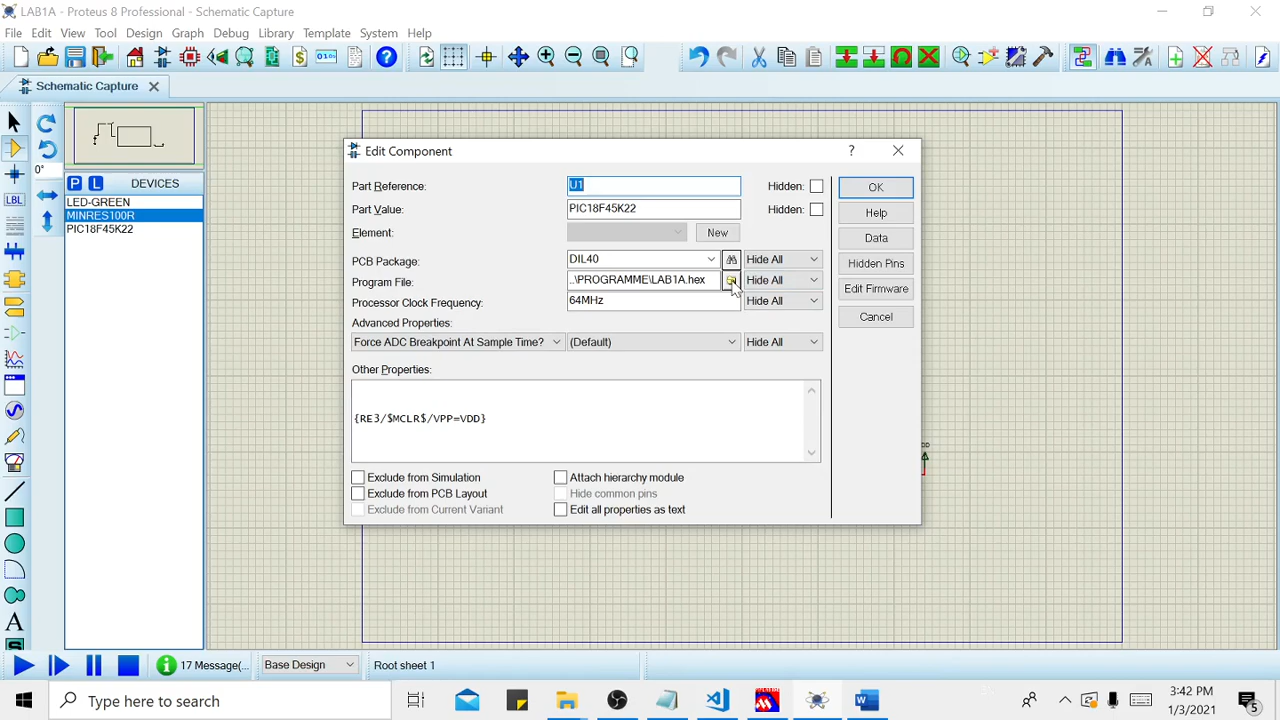 LAB1A - Proteus 8 Professional - Schematic Capture
File Edit View Tool Design Graph Debug Library Template System Help
Schematic Capture
0°
P L DEVICES
LED-GREEN
MINRES100R
PIC18F45K22
LBL
A
S
Edit Component
?
Part Reference: U1 Hidden:
Part Value: PIC18F45K22 Hidden:
Element: New
PCB Package: DIL40 Hide All
Program File: ..\PROGRAMME\LAB1A.hex Hide All
Processor Clock Frequency: 64MHz Hide All
Advanced Properties:
Force ADC Breakpoint At Sample Time? (Default) Hide All
Other Properties:
{RE3/$MCLR$/VPP=VDD}
Exclude from Simulation Attach hierarchy module
Exclude from PCB Layout Hide common pins
Exclude from Current Variant Edit all properties as text
OK
Help
Data
Hidden Pins
Edit Firmware
Cancel
17 Message(... Base Design Root sheet 1
Type here to search
3:42 PM
1/3/2021
5